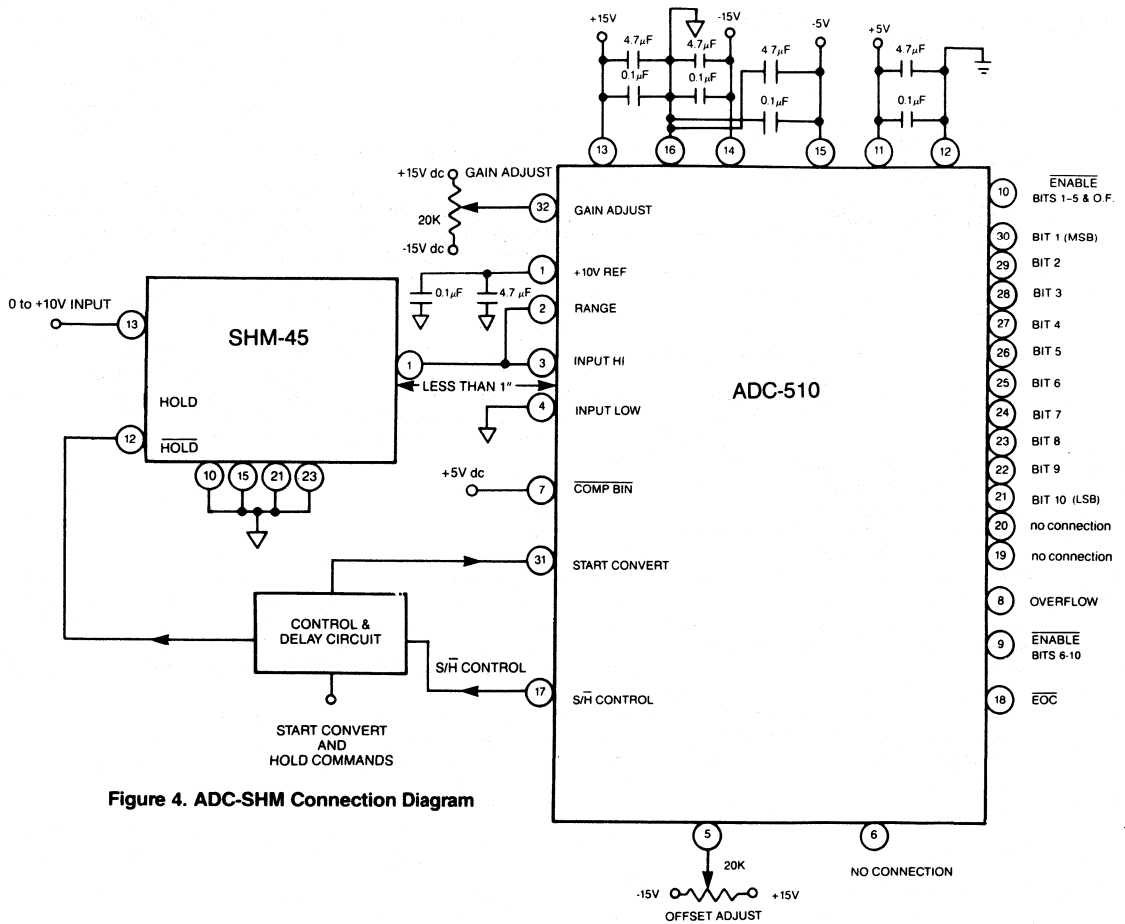 +15V
-15V
-5V
+5V
4.7µF
4.7µF
4.7µF
4.7µF
0.1µF
0.1µF
0.1µF
0.1µF
13
16
14
15
11
12
+15V dc
GAIN ADJUST
20K
-15V dc
32
GAIN ADJUST
10
ENABLE
BITS 1-5 & O.F.
1
+10V REF
0.1µF
4.7 µF
2
RANGE
3
INPUT HI
4
INPUT LOW
0 to +10V INPUT
13
SHM-45
1
LESS THAN 1"
HOLD
12
HOLD
10
15
21
23
ADC-510
+5V dc
7
COMP BIN
31
START CONVERT
CONTROL &
DELAY CIRCUIT
S/H CONTROL
17
S/H CONTROL
START CONVERT
AND
HOLD COMMANDS
30
BIT 1 (MSB)
29
BIT 2
28
BIT 3
27
BIT 4
26
BIT 5
25
BIT 6
24
BIT 7
23
BIT 8
22
BIT 9
21
BIT 10 (LSB)
20
no connection
19
no connection
8
OVERFLOW
9
ENABLE
BITS 6-10
18
EOC
Figure 4. ADC-SHM Connection Diagram
5
6
20K
NO CONNECTION
-15V
+15V
OFFSET ADJUST